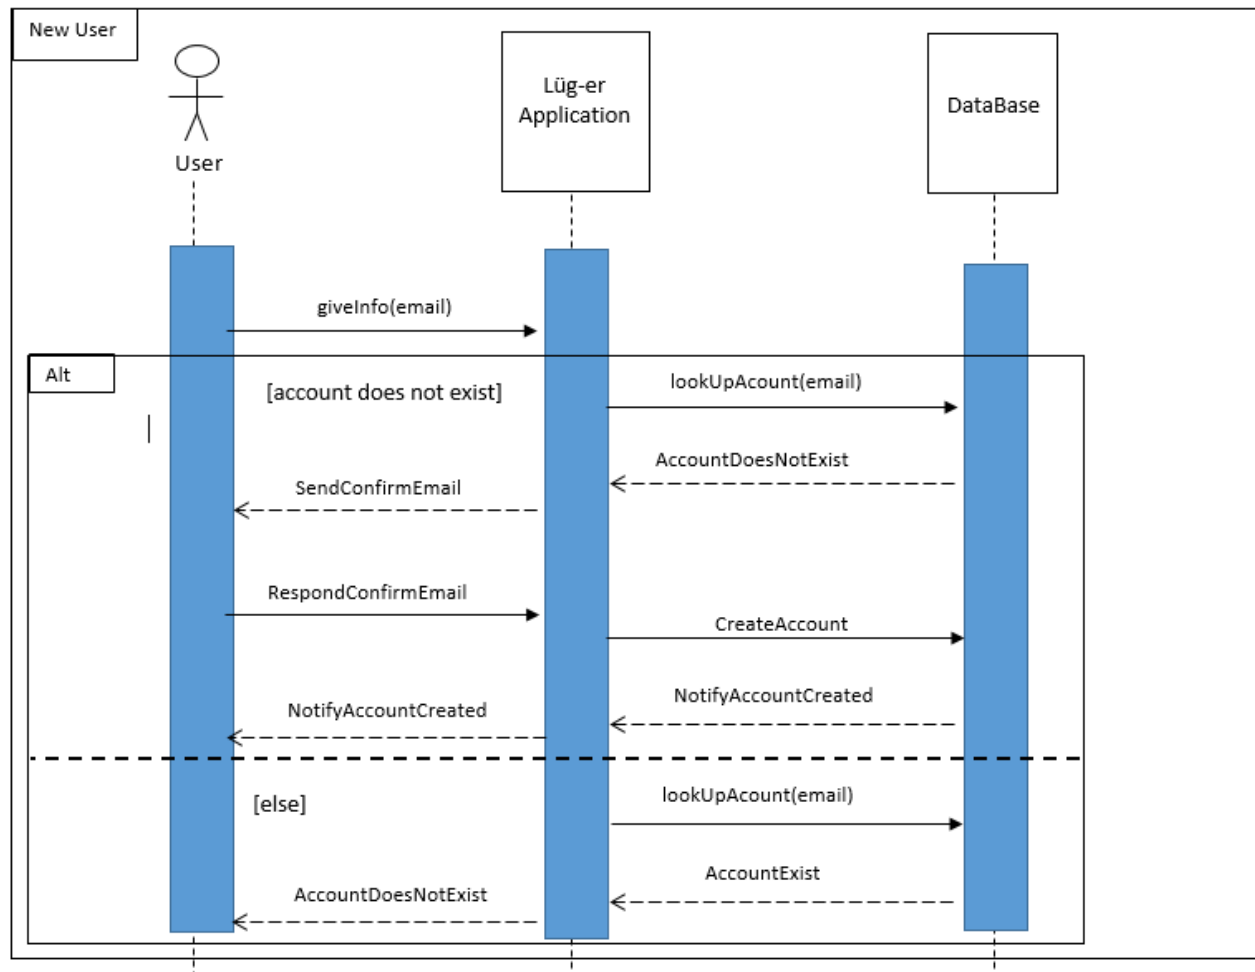 New User
Lüg-er
Application
DataBase
User
giveInfo(email)
Alt
[account does not exist]
lookUpAcount(email)
AccountDoesNotExist
SendConfirmEmail
RespondConfirmEmail
CreateAccount
NotifyAccountCreated
NotifyAccountCreated
[else]
lookUpAcount(email)
AccountExist
AccountDoesNotExist